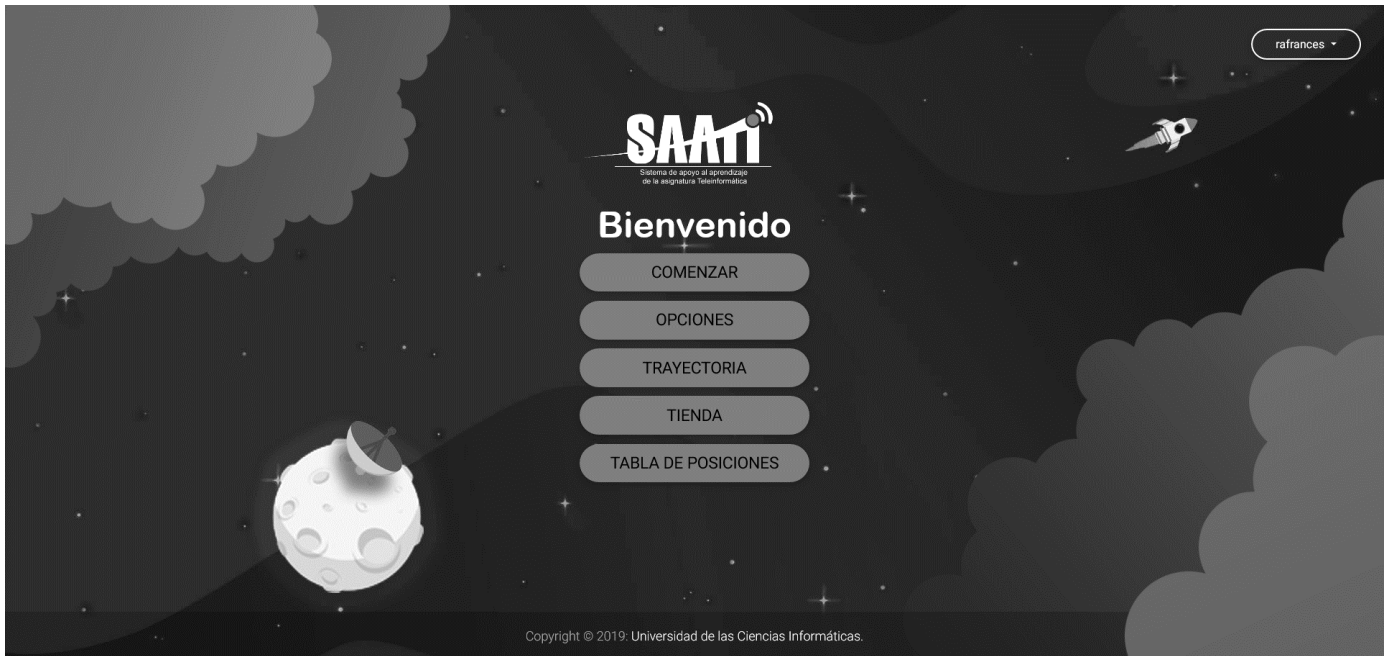 rafrances
SAATi
Sistema de apoyo al aprendizaje
de la asignatura Teleinformática
Bienvenido
COMENZAR
OPCIONES
TRAYECTORIA
TIENDA
TABLA DE POSICIONES
Copyright © 2019: Universidad de las Ciencias Informáticas.